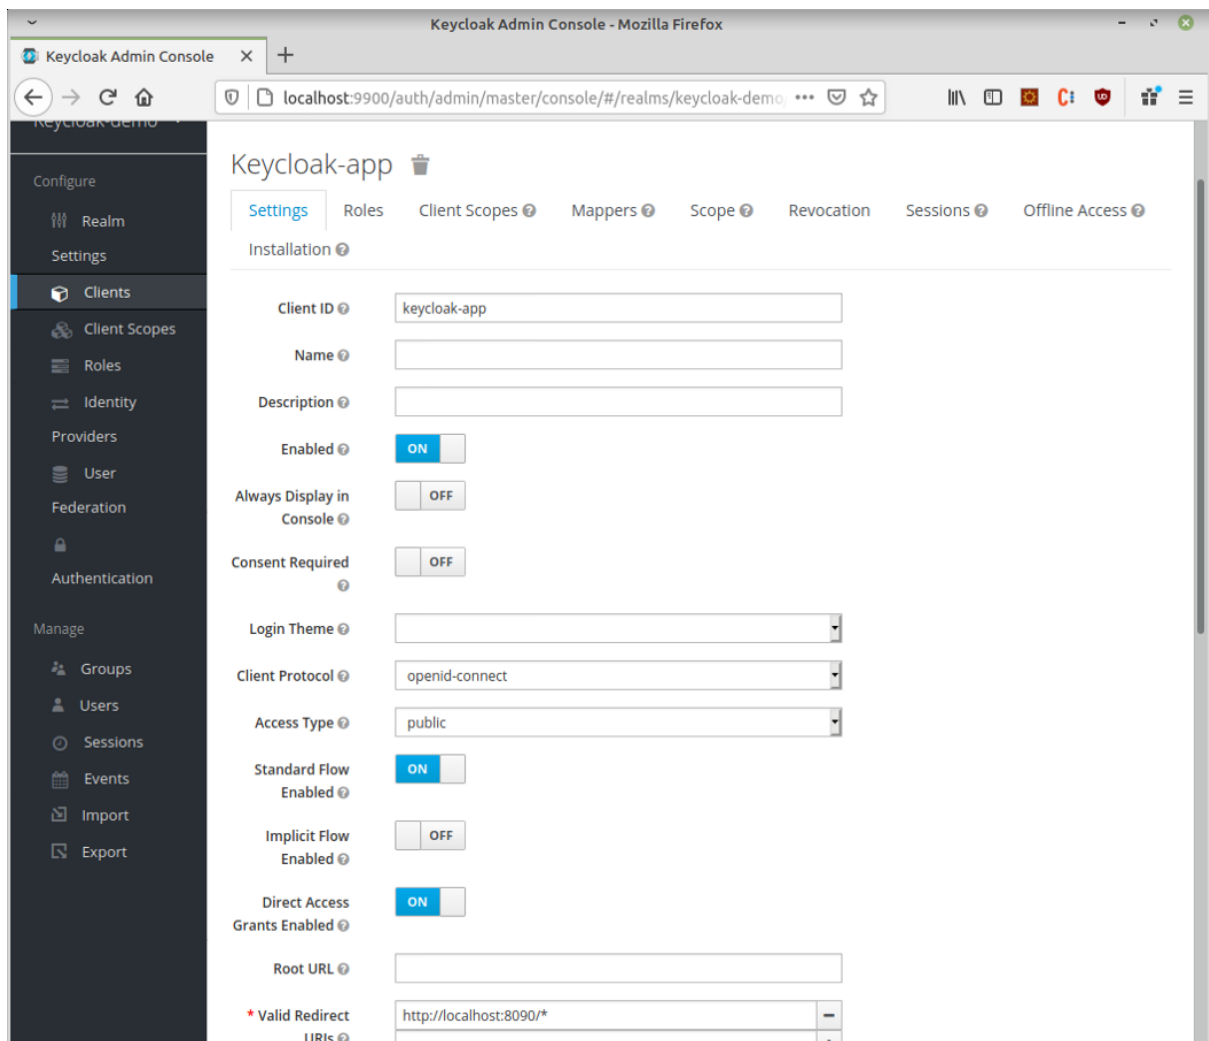 Keycloak Admin Console - Mozilla Firefox
Keycloak Admin Console
localhost:9900/auth/admin/master/console/#/realms/keycloak-demo
Keycloak-demo
Configure
Realm
Settings
Clients
Client Scopes
Roles
Identity
Providers
User
Federation
Authentication
Manage
Groups
Users
Sessions
Events
Import
Export
Keycloak-app
Settings Roles Client Scopes Mappers Scope Revocation Sessions Offline Access
Installation
Client ID keycloak-app
Name
Description
Enabled ON
Always Display in
Console OFF
Consent Required OFF
Login Theme
Client Protocol openid-connect
Access Type public
Standard Flow
Enabled ON
Implicit Flow
Enabled OFF
Direct Access
Grants Enabled ON
Root URL
* Valid Redirect http://localhost:8090/*
URIs